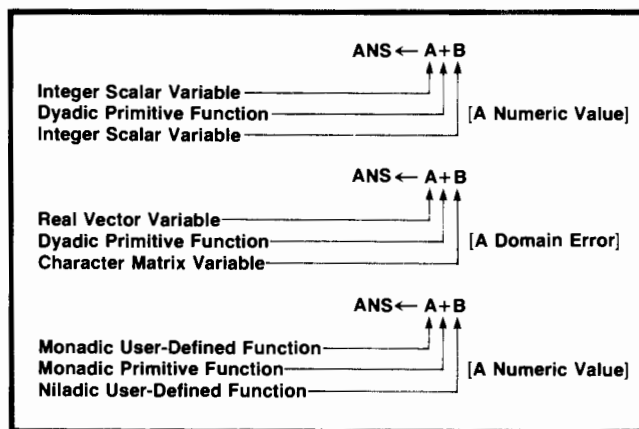 ANS ← A+B
Integer Scalar Variable
Dyadic Primitive Function
[A Numeric Value]
Integer Scalar Variable
ANS ← A+B
Real Vector Variable
Dyadic Primitive Function
[A Domain Error]
Character Matrix Variable
ANS ← A+B
Monadic User-Defined Function
Monadic Primitive Function
[A Numeric Value]
Niladic User-Defined Function